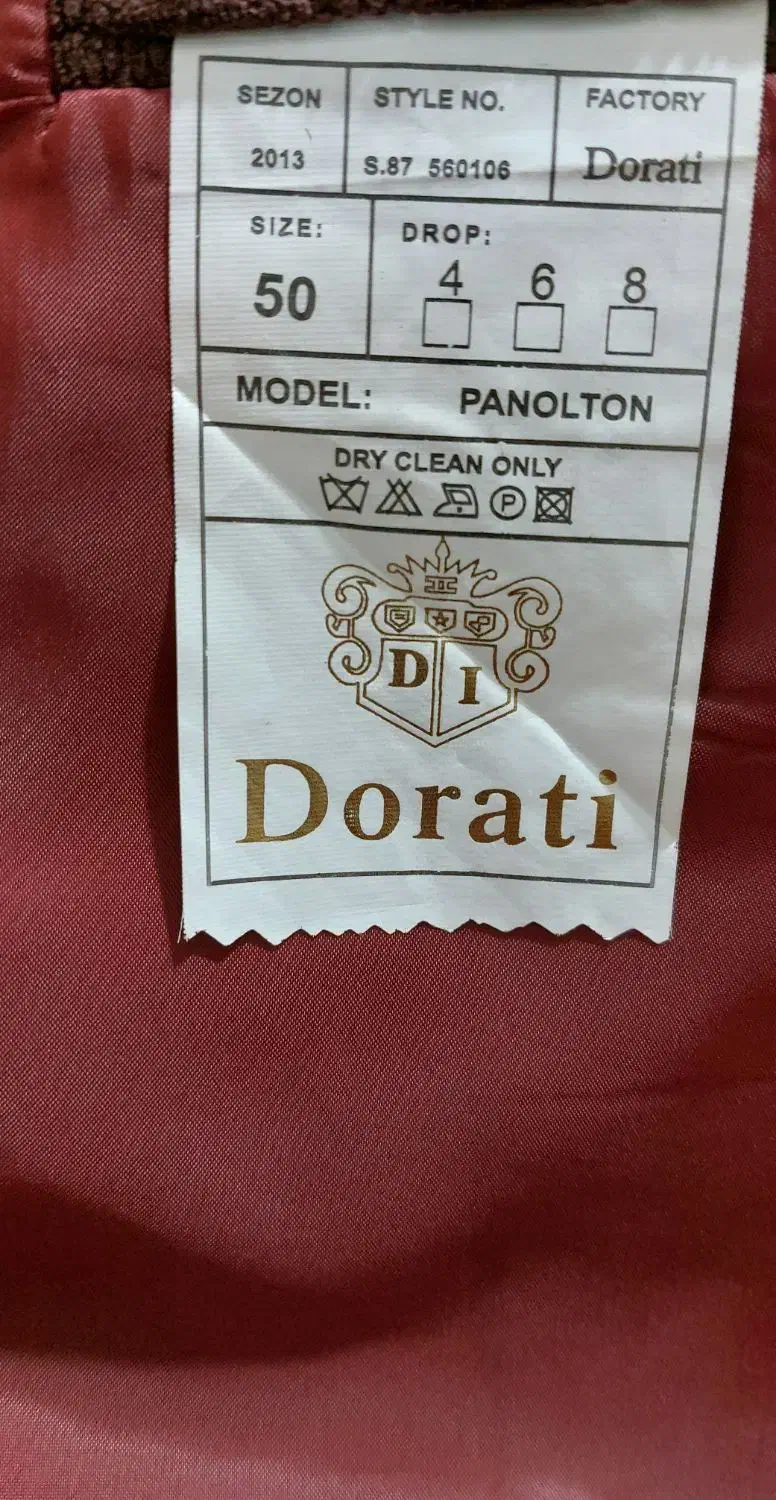 SEZON STYLE NO. FACTORY
2013 S.87 560106 Dorati
SIZE: DROP:
50 4 6 8
MODEL: PANOLTON
DRY CLEAN ONLY
P
D I
Dorati